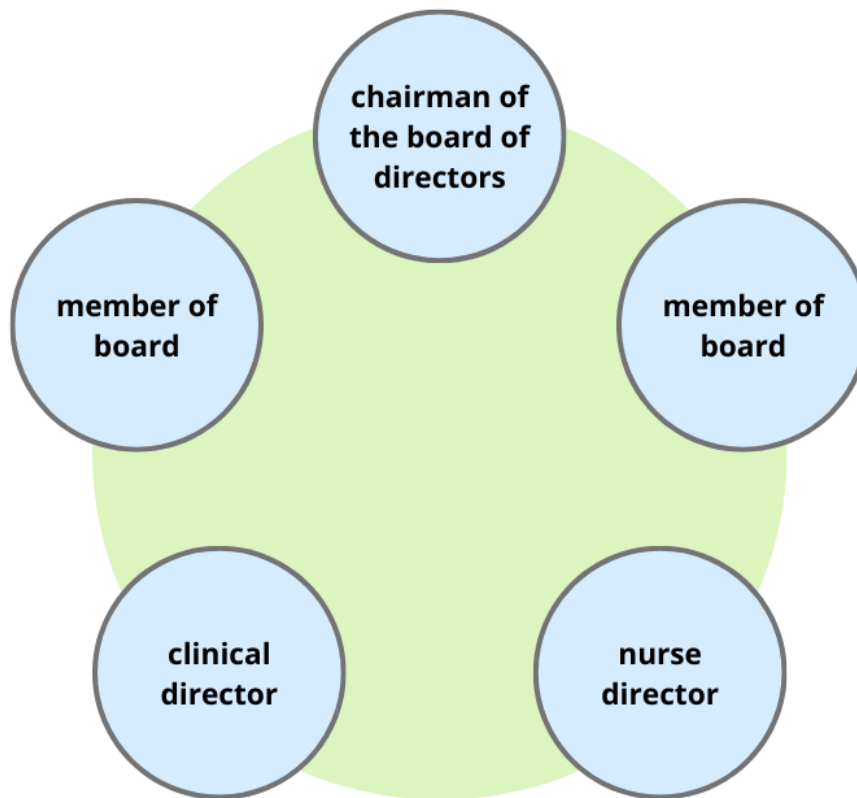 chairman of
the board of
directors
member of
board
member of
board
clinical
director
nurse
director